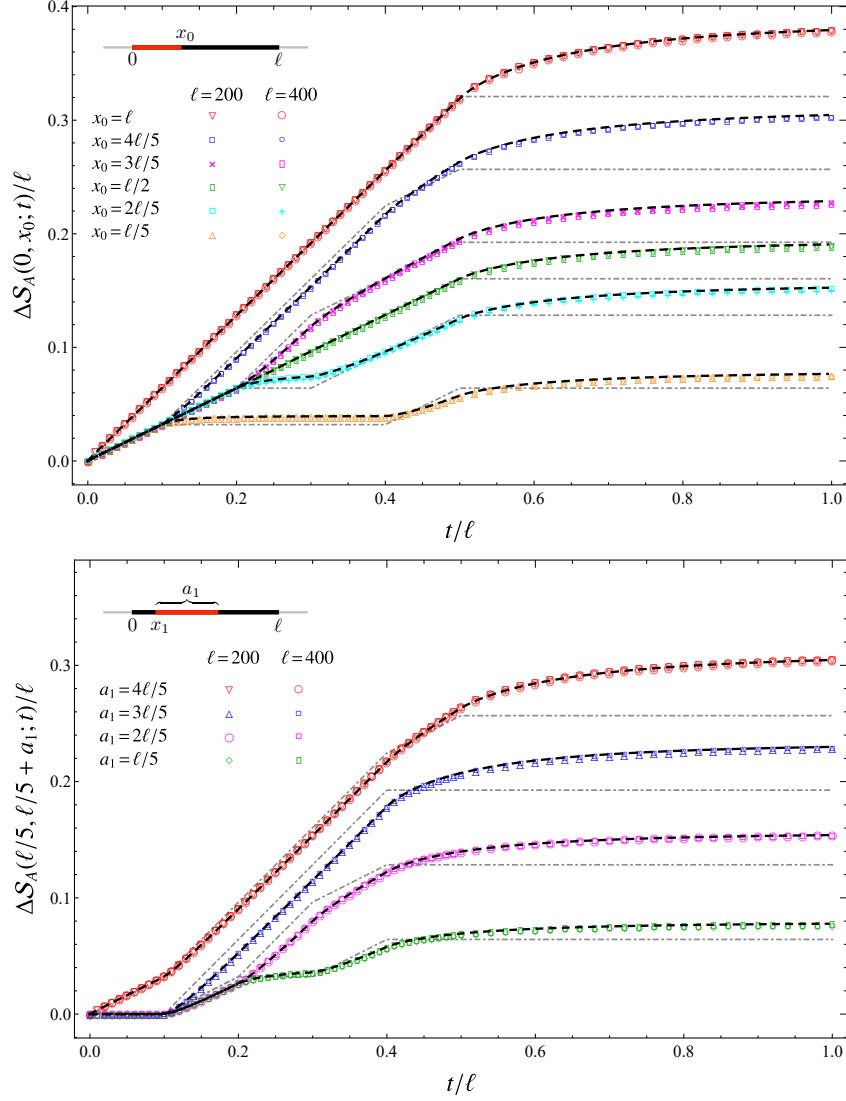 0.4
0.3
0.2
0.1
0.0
ΔS_A(0, x₀; t)/ℓ
x₀
0 ℓ
ℓ=200 ℓ=400
x₀=ℓ
x₀=4ℓ/5
x₀=3ℓ/5
x₀=ℓ/2
x₀=2ℓ/5
x₀=ℓ/5
0.0 0.2 0.4 0.6 0.8 1.0
t/ℓ
0.3
0.2
0.1
0.0
ΔS_A(ℓ/5, ℓ/5 + a₁; t)/ℓ
a₁
0 x₁ ℓ
ℓ=200 ℓ=400
a₁=4ℓ/5
a₁=3ℓ/5
a₁=2ℓ/5
a₁=ℓ/5
0.0 0.2 0.4 0.6 0.8 1.0
t/ℓ